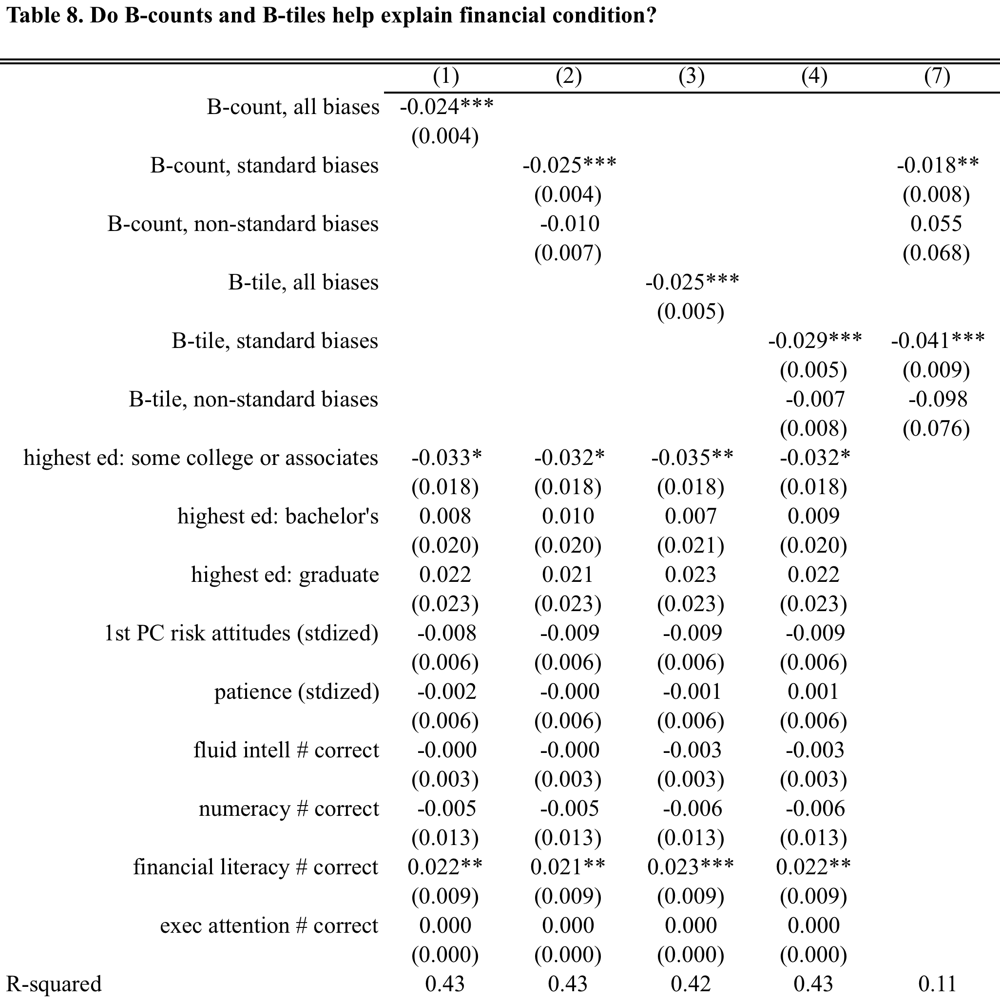 Table 8. Do B-counts and B-tiles help explain financial condition?
(1) (2) (3) (4) (7)
B-count, all biases -0.024***
(0.004)
B-count, standard biases -0.025*** -0.018**
(0.004) (0.008)
B-count, non-standard biases -0.010 0.055
(0.007) (0.068)
B-tile, all biases -0.025***
(0.005)
B-tile, standard biases -0.029*** -0.041***
(0.005) (0.009)
B-tile, non-standard biases -0.007 -0.098
(0.008) (0.076)
highest ed: some college or associates -0.033* -0.032* -0.035** -0.032*
(0.018) (0.018) (0.018) (0.018)
highest ed: bachelor's 0.008 0.010 0.007 0.009
(0.020) (0.020) (0.021) (0.020)
highest ed: graduate 0.022 0.021 0.023 0.022
(0.023) (0.023) (0.023) (0.023)
1st PC risk attitudes (stdized) -0.008 -0.009 -0.009 -0.009
(0.006) (0.006) (0.006) (0.006)
patience (stdized) -0.002 -0.000 -0.001 0.001
(0.006) (0.006) (0.006) (0.006)
fluid intell # correct -0.000 -0.000 -0.003 -0.003
(0.003) (0.003) (0.003) (0.003)
numeracy # correct -0.005 -0.005 -0.006 -0.006
(0.013) (0.013) (0.013) (0.013)
financial literacy # correct 0.022** 0.021** 0.023*** 0.022**
(0.009) (0.009) (0.009) (0.009)
exec attention # correct 0.000 0.000 0.000 0.000
(0.000) (0.000) (0.000) (0.000)
R-squared 0.43 0.43 0.42 0.43 0.11